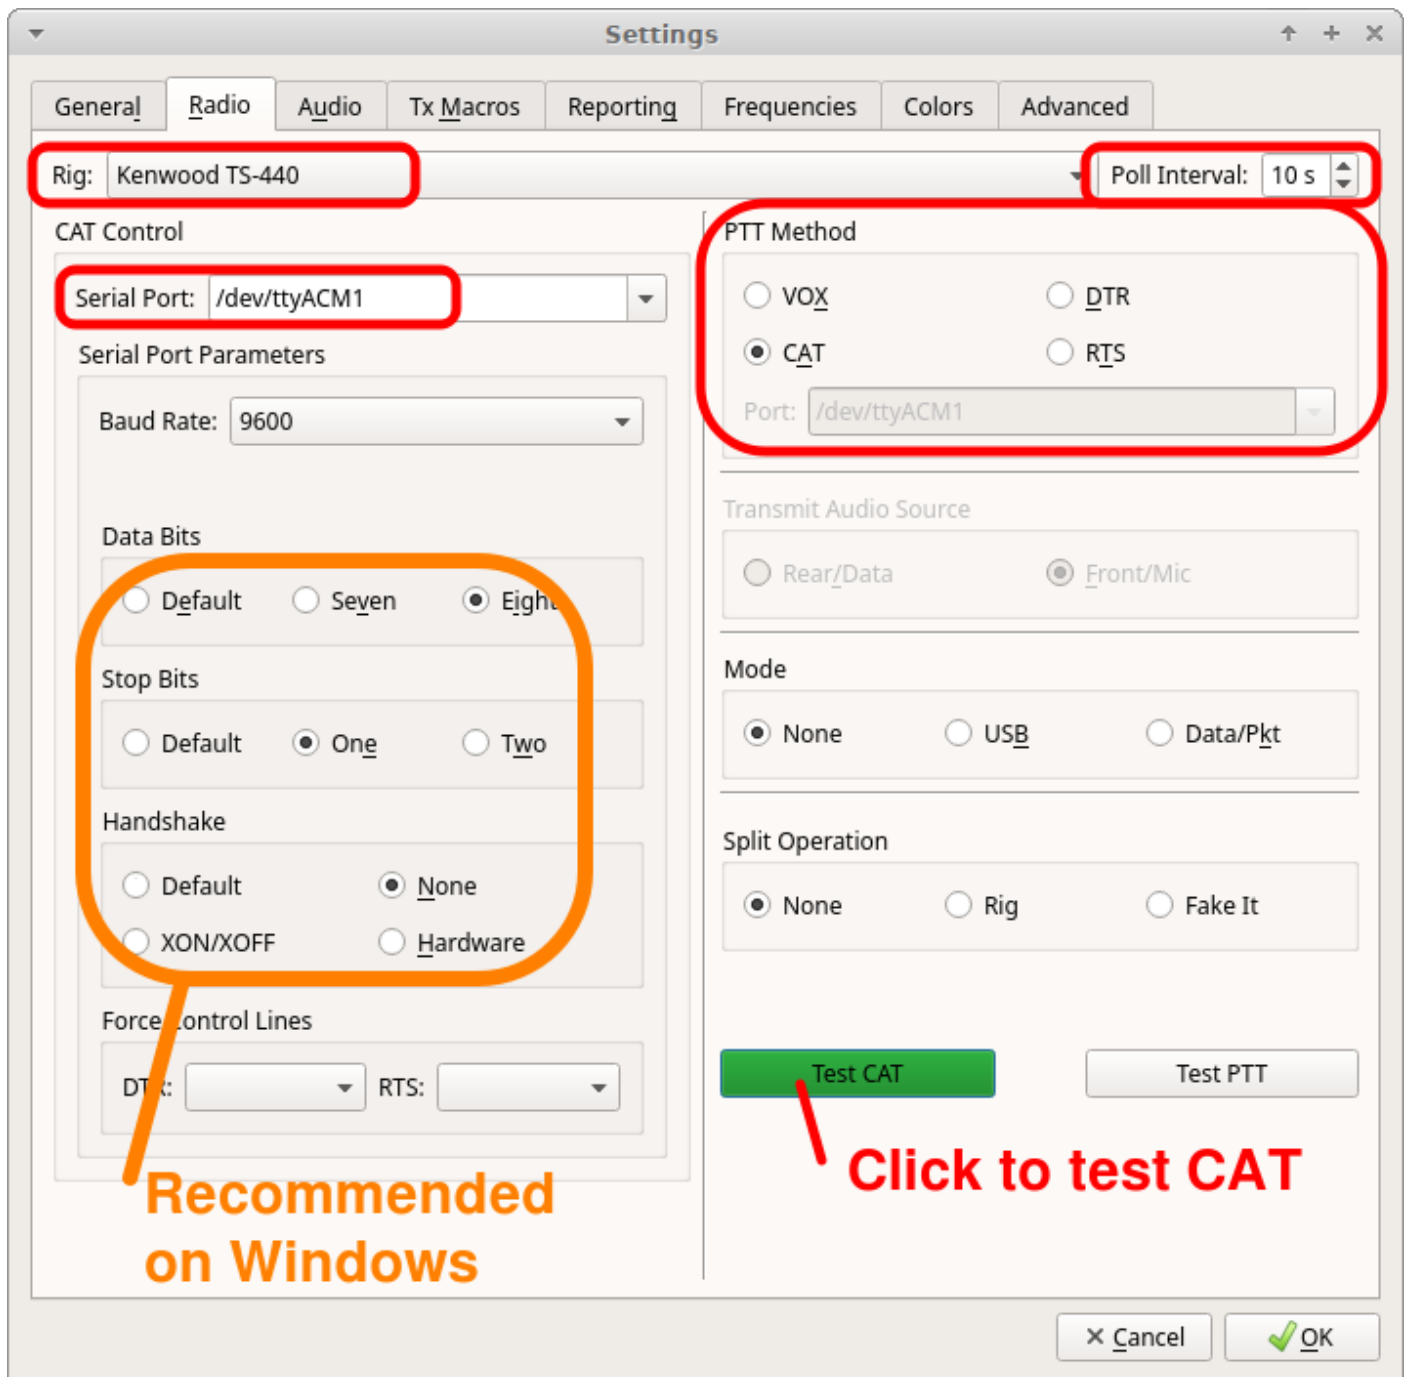 Settings
General Radio Audio Tx Macros Reporting Frequencies Colors Advanced
Rig: Kenwood TS-440 Poll Interval: 10 s
CAT Control
Serial Port: /dev/ttyACM1
Serial Port Parameters
Baud Rate: 9600
Data Bits
Default Seven Eight
Stop Bits
Default One Two
Handshake
Default None
XON/XOFF Hardware
Force Control Lines
DTR: RTS:
Recommended
on Windows
PTT Method
VOX DTR
CAT RTS
Port: /dev/ttyACM1
Transmit Audio Source
Rear/Data Front/Mic
Mode
None USB Data/Pkt
Split Operation
None Rig Fake It
Test CAT Test PTT
Click to test CAT
Cancel OK